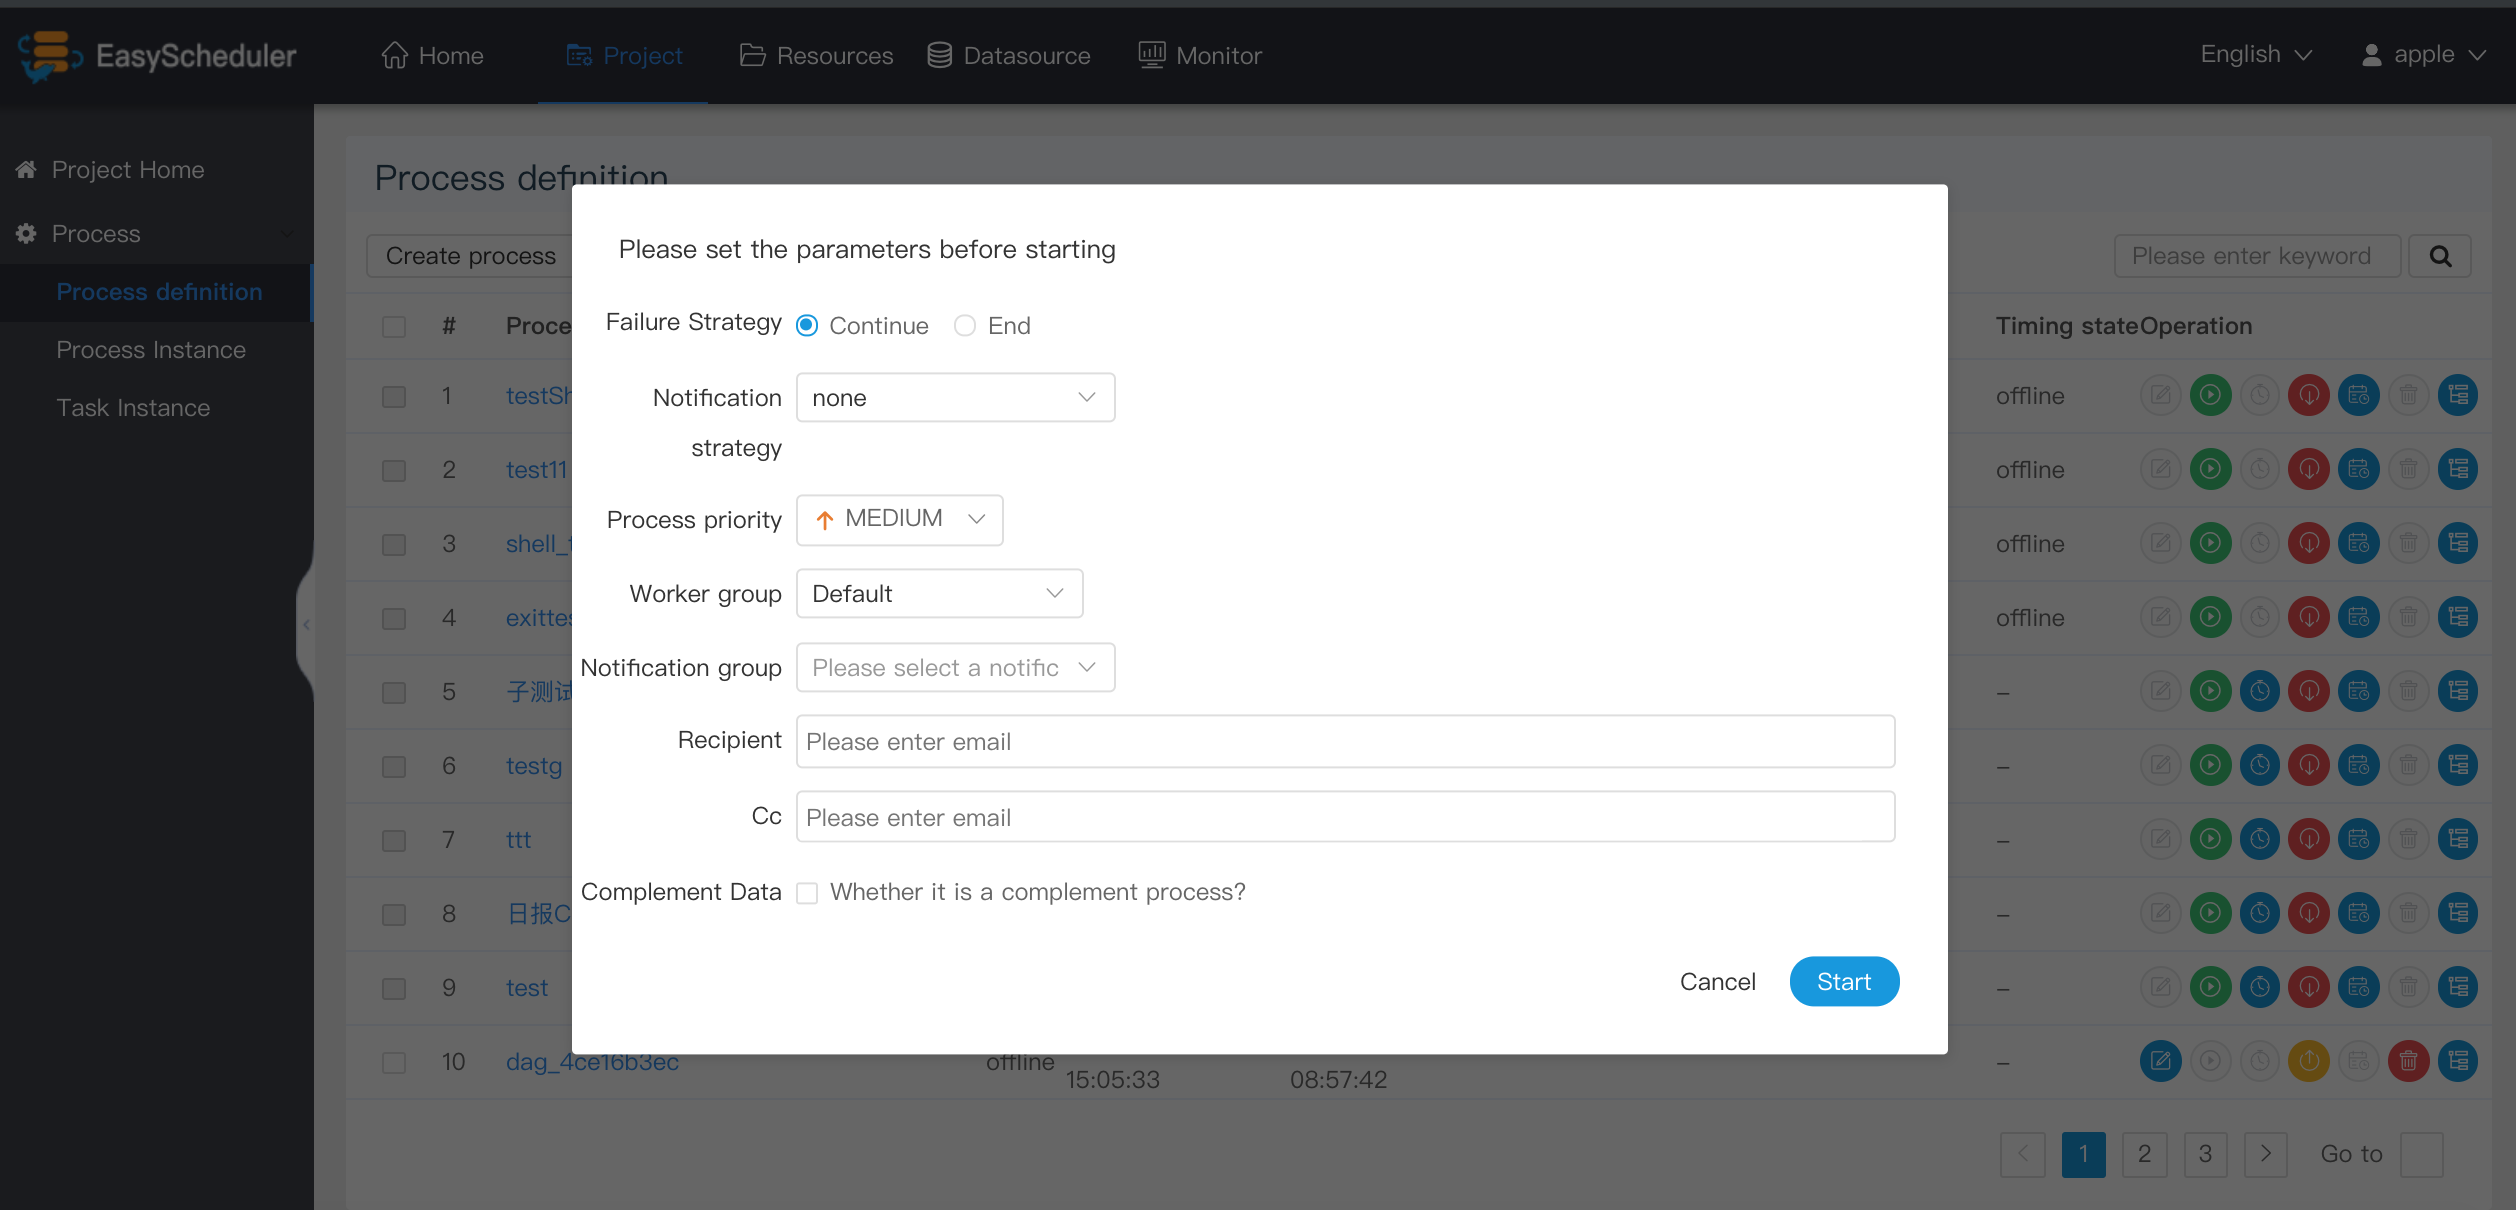 EasyScheduler
Home
Project
Resources
Datasource
Monitor
English
apple
Project Home
Process
Process definition
Process Instance
Task Instance
Process definition
Create process
Please enter keyword
Please set the parameters before starting
Failure Strategy
Continue
End
Notification
strategy
none
Process priority
MEDIUM
Worker group
Default
Notification group
Please select a notific
Recipient
Please enter email
Cc
Please enter email
Complement Data
Whether it is a complement process?
Cancel
Start
#
Proce
Timing state
Operation
1
testSh
offline
2
test11
offline
3
shell_t
offline
4
exittes
offline
5
子测试
–
6
testg
–
7
ttt
–
8
日报C
–
9
test
–
10
dag_4ce16b3ec
offline
15:05:33
08:57:42
–
1
2
3
Go to